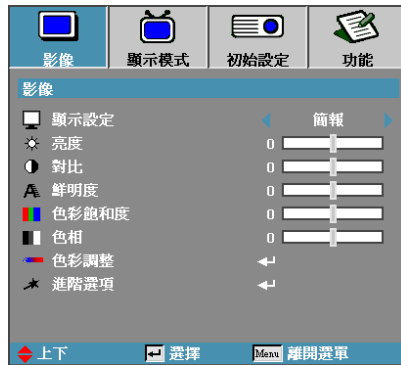 影像 顯示模式 初始設定 功能
影像
顯示設定 簡報
亮度 0
對比 0
鮮明度 0
色彩飽和度 0
色相 0
色彩調整
進階選項
上下 選擇 Menu 離開選單